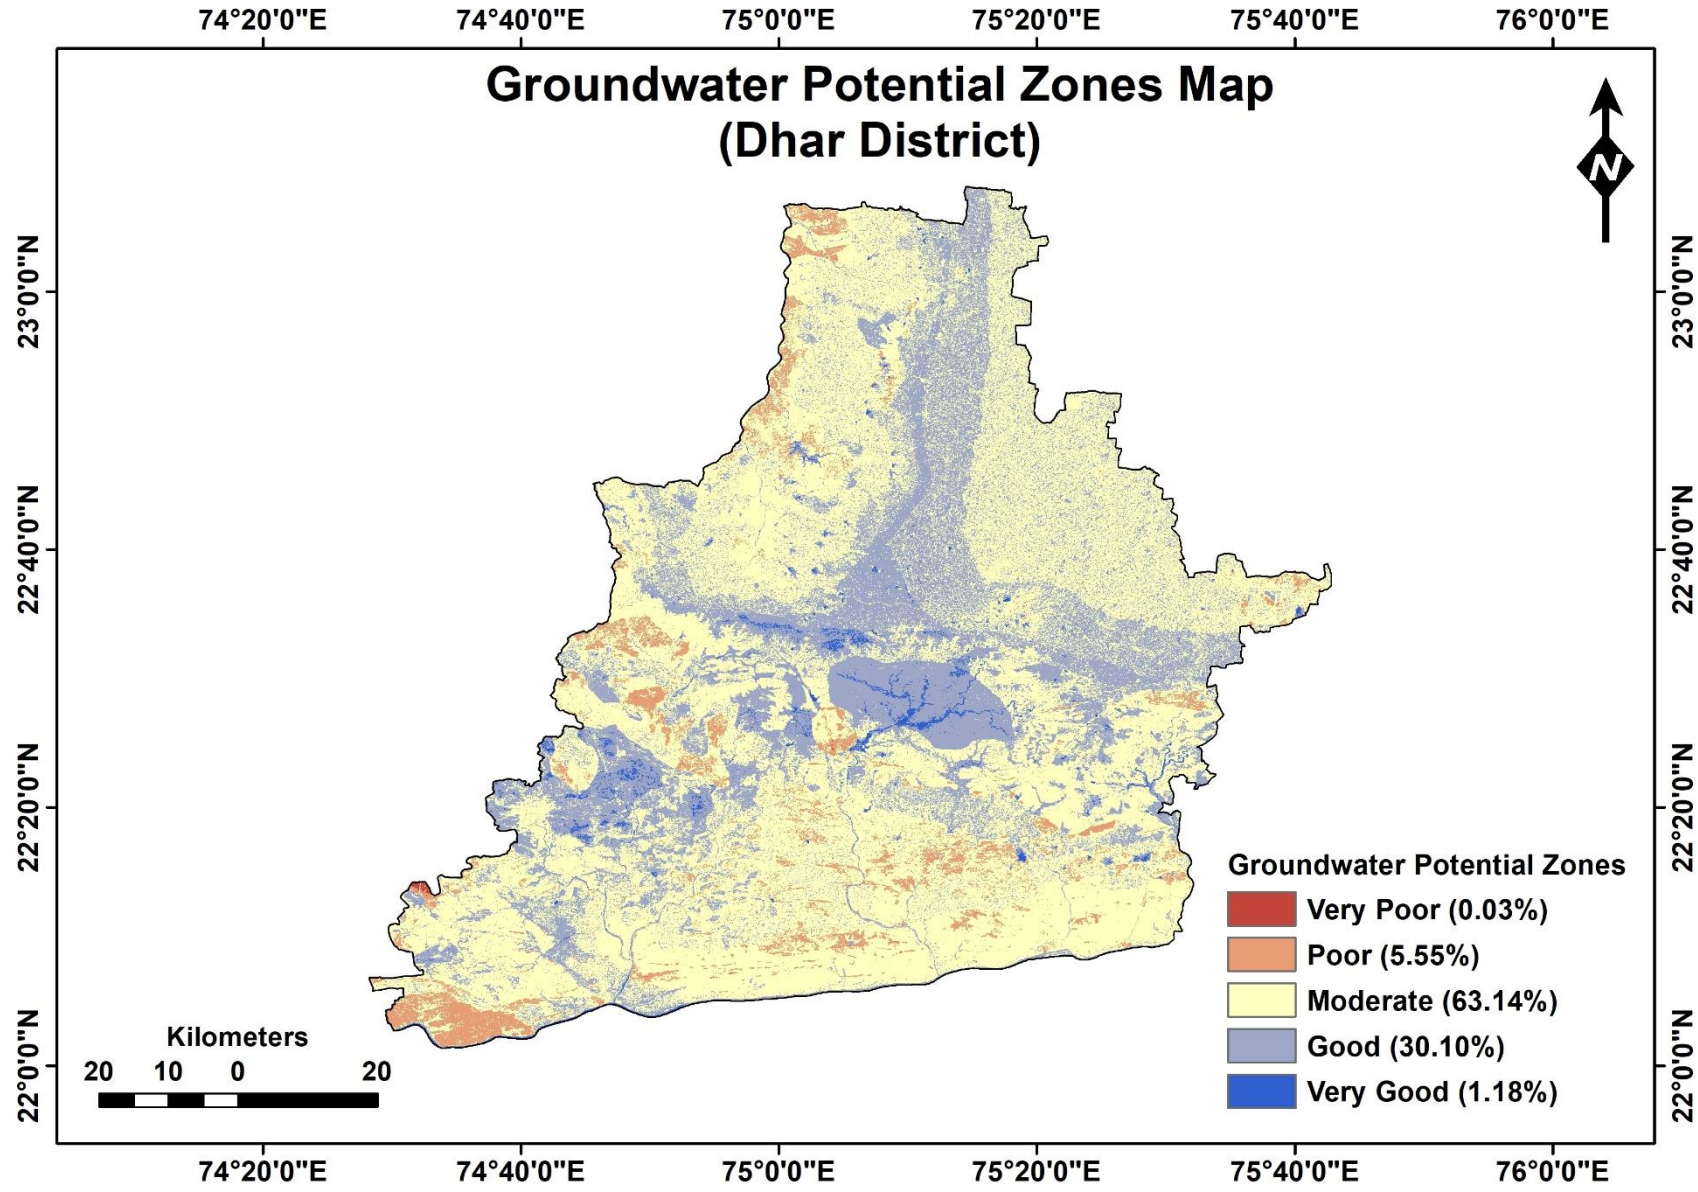 74°20'0"E 74°40'0"E 75°0'0"E 75°20'0"E 75°40'0"E 76°0'0"E
Groundwater Potential Zones Map
(Dhar District)
N
23°0'0"N 23°0'0"N
22°40'0"N 22°40'0"N
22°20'0"N 22°20'0"N
22°0'0"N 22°0'0"N
Groundwater Potential Zones
Very Poor (0.03%)
Poor (5.55%)
Moderate (63.14%)
Good (30.10%)
Very Good (1.18%)
Kilometers
20 10 0 20
74°20'0"E 74°40'0"E 75°0'0"E 75°20'0"E 75°40'0"E 76°0'0"E